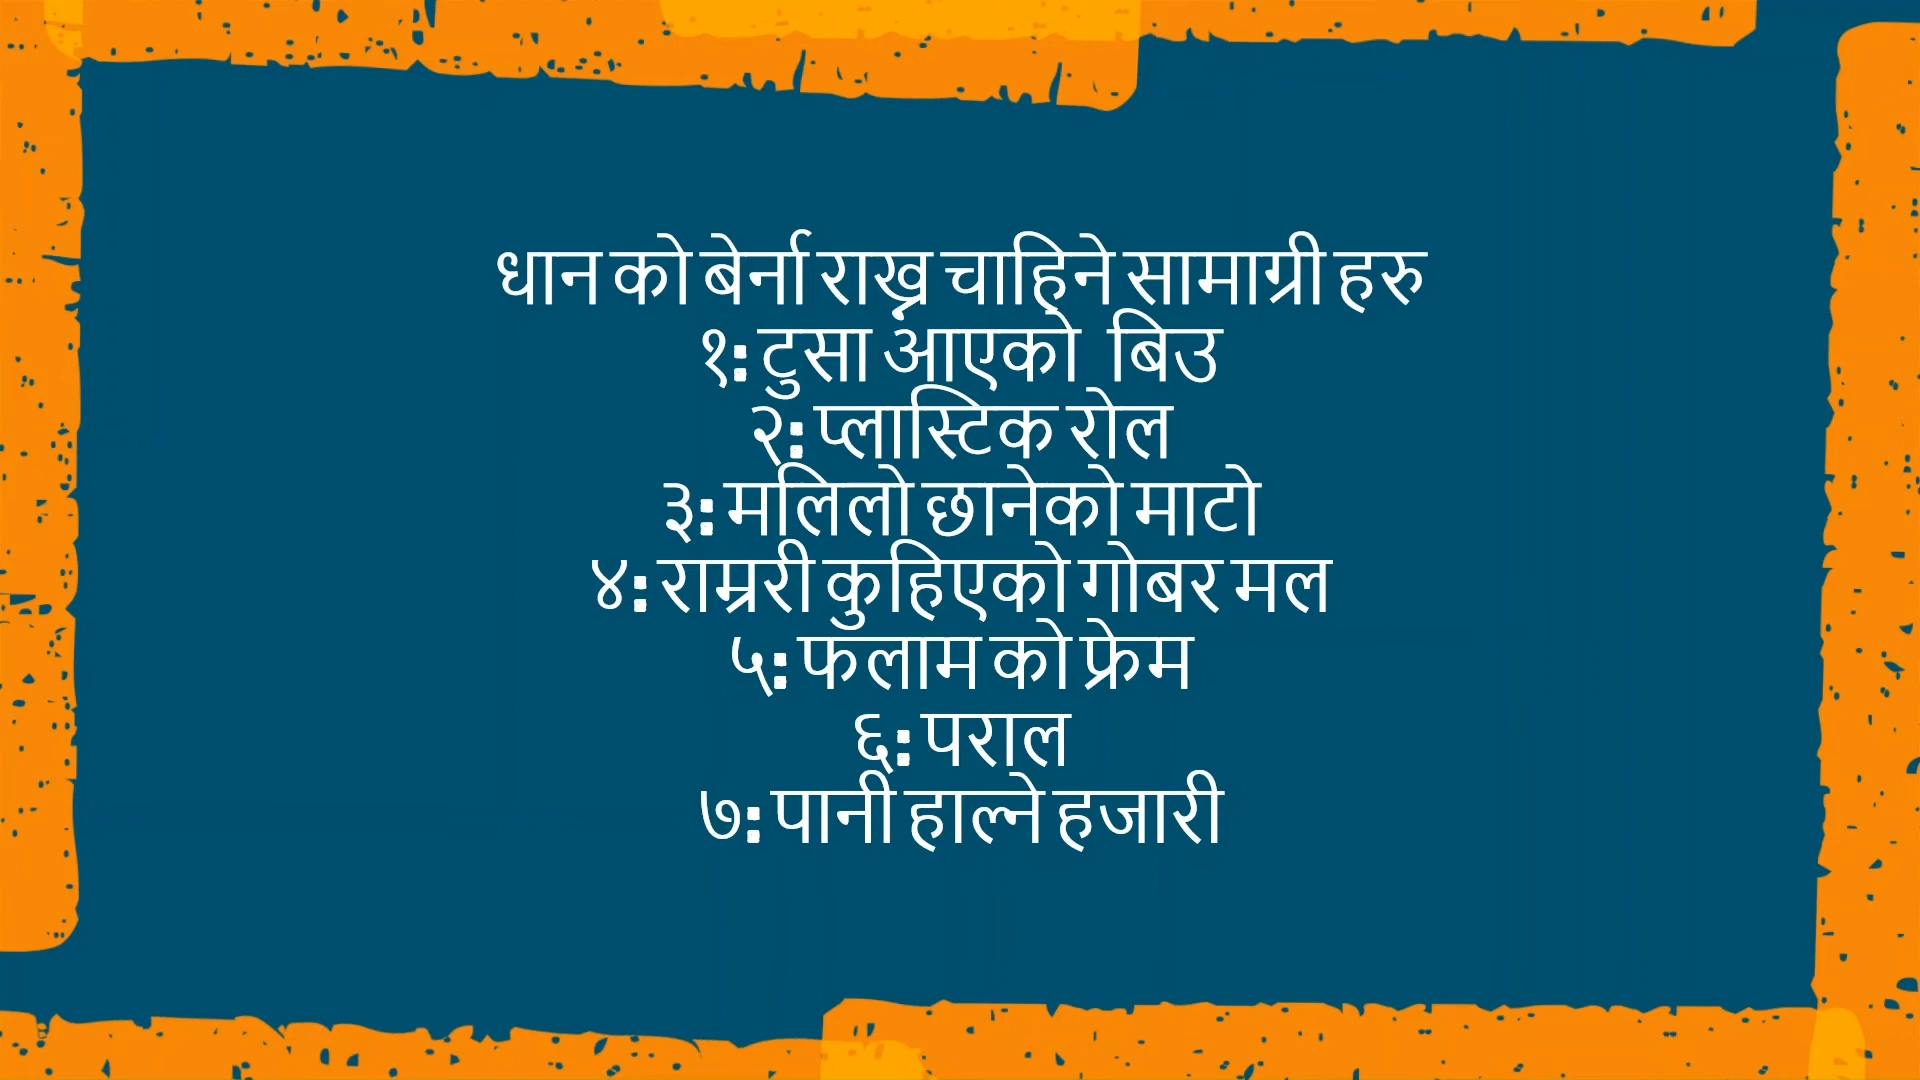 धान को बेर्ना राख्न चाहिने सामाग्री हरु
१: टुसा आएको बिउ
२: प्लास्टिक रोल
३: मलिलो छानेको माटो
४: राम्ररी कुहिएको गोबर मल
५: फलाम को फ्रेम
६: पराल
७: पानी हाल्ने हजारी